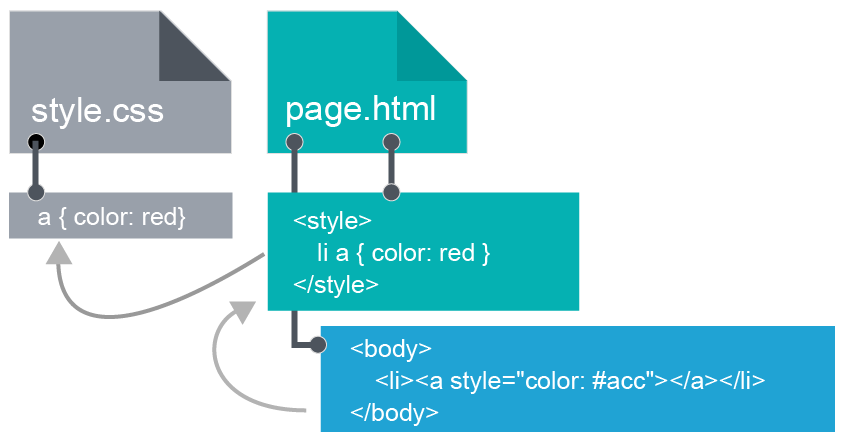 style.css
page.html
a { color: red}
<style>
li a { color: red }
</style>
<body>
<li><a style="color: #acc"></a></li>
</body>